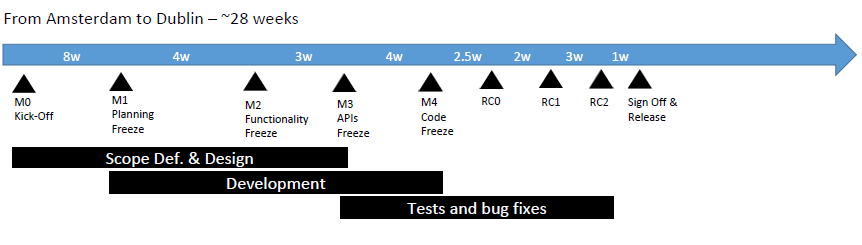 From Amsterdam to Dublin – ~28 weeks
8w 4w 3w 4w 2.5w 2w 3w 1w
M0
Kick-Off
M1
Planning
Freeze
M2
Functionality
Freeze
M3
APIs
Freeze
M4
Code
Freeze
RC0
RC1
RC2
Sign Off &
Release
Scope Def. & Design
Development
Tests and bug fixes